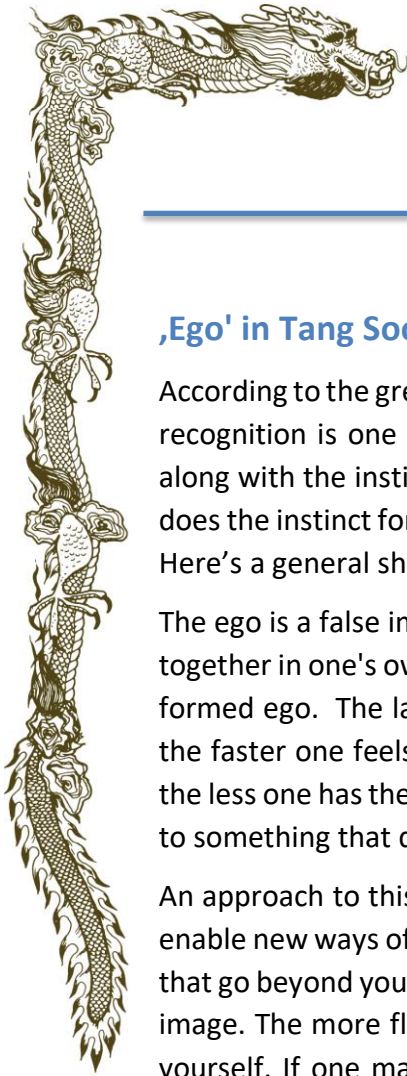 ‚Ego' in Tang Soo
According to the gre
recognition is one
along with the insti
does the instinct for
Here’s a general sh
The ego is a false in
together in one's ov
formed ego. The la
the faster one feels
the less one has the
to something that d
An approach to this
enable new ways of
that go beyond you
image. The more fl
yourself. If one ma